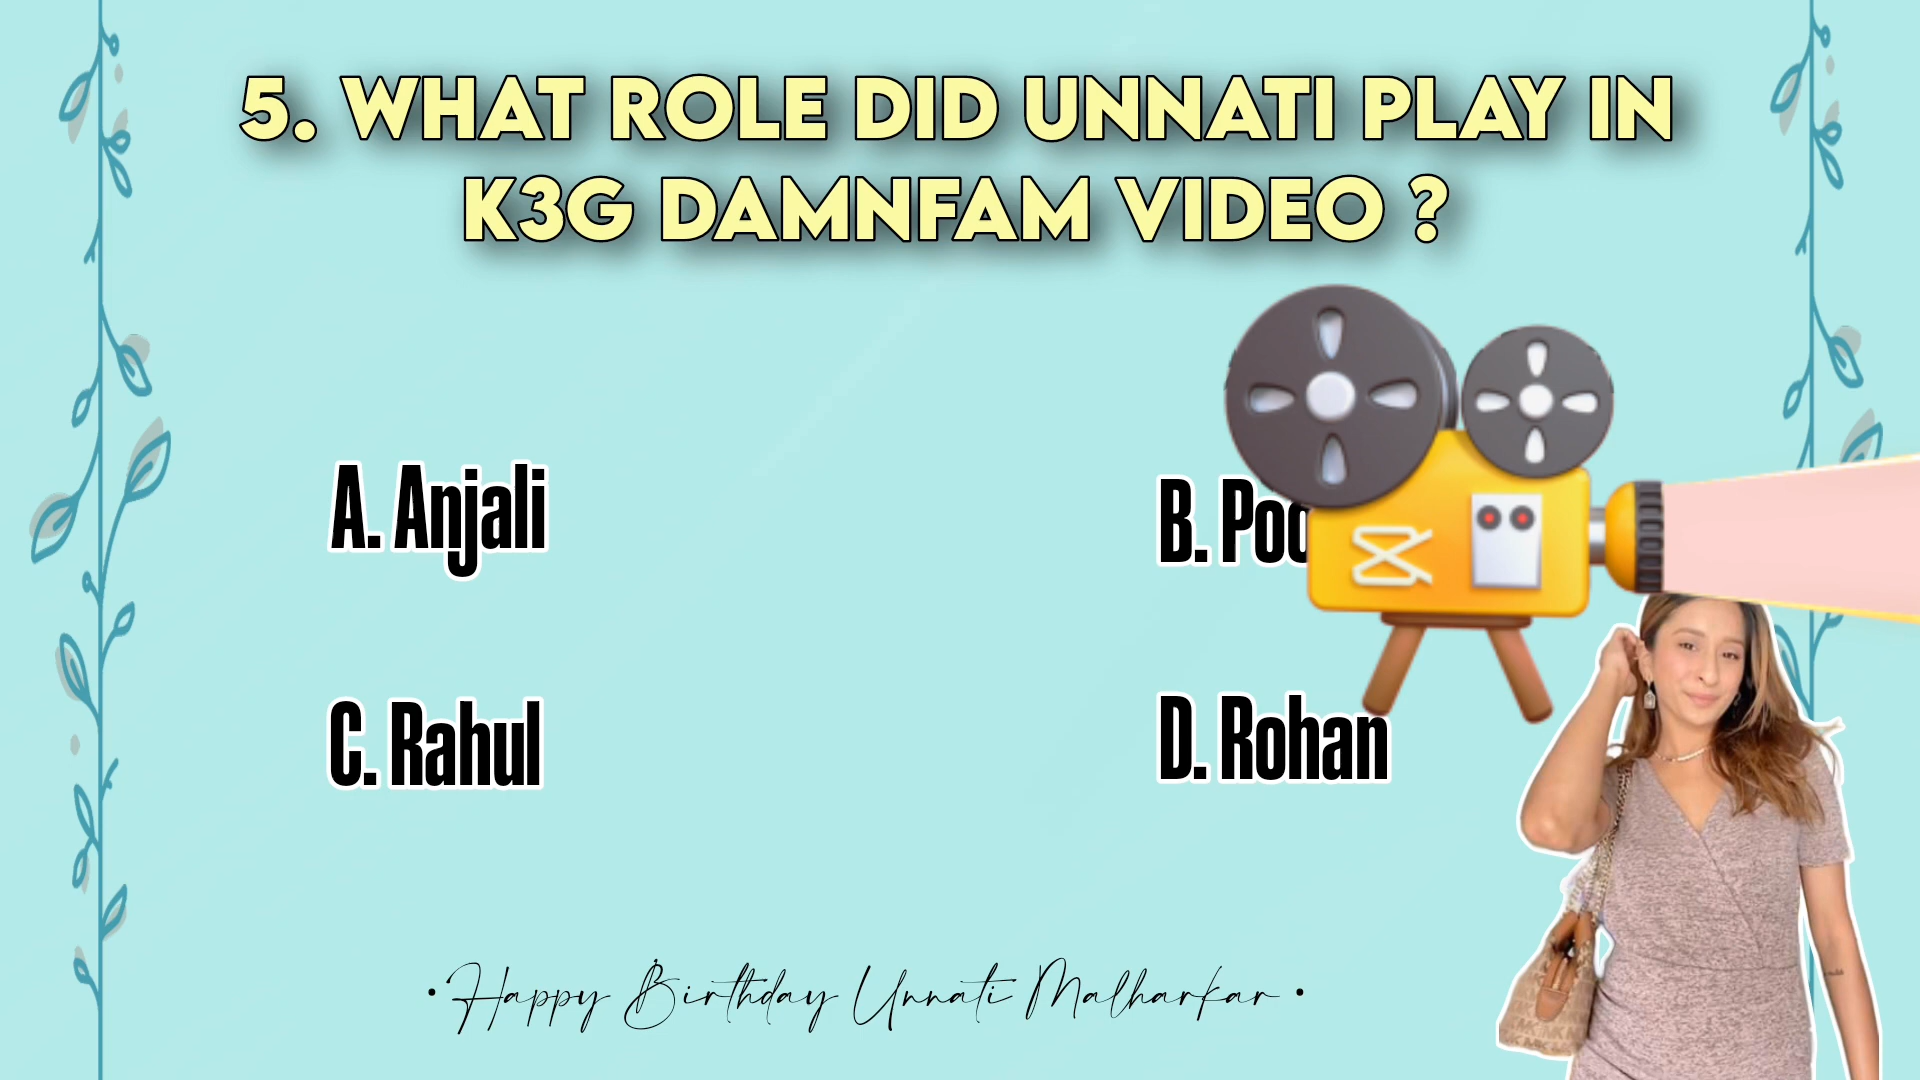 5. WHAT ROLE DID UNNATI PLAY IN
K3G DAMNFAM VIDEO ?
A. Anjali
B.
C. Rahul
D. Rohan
• Happy Birthday Unnati Malharkar •